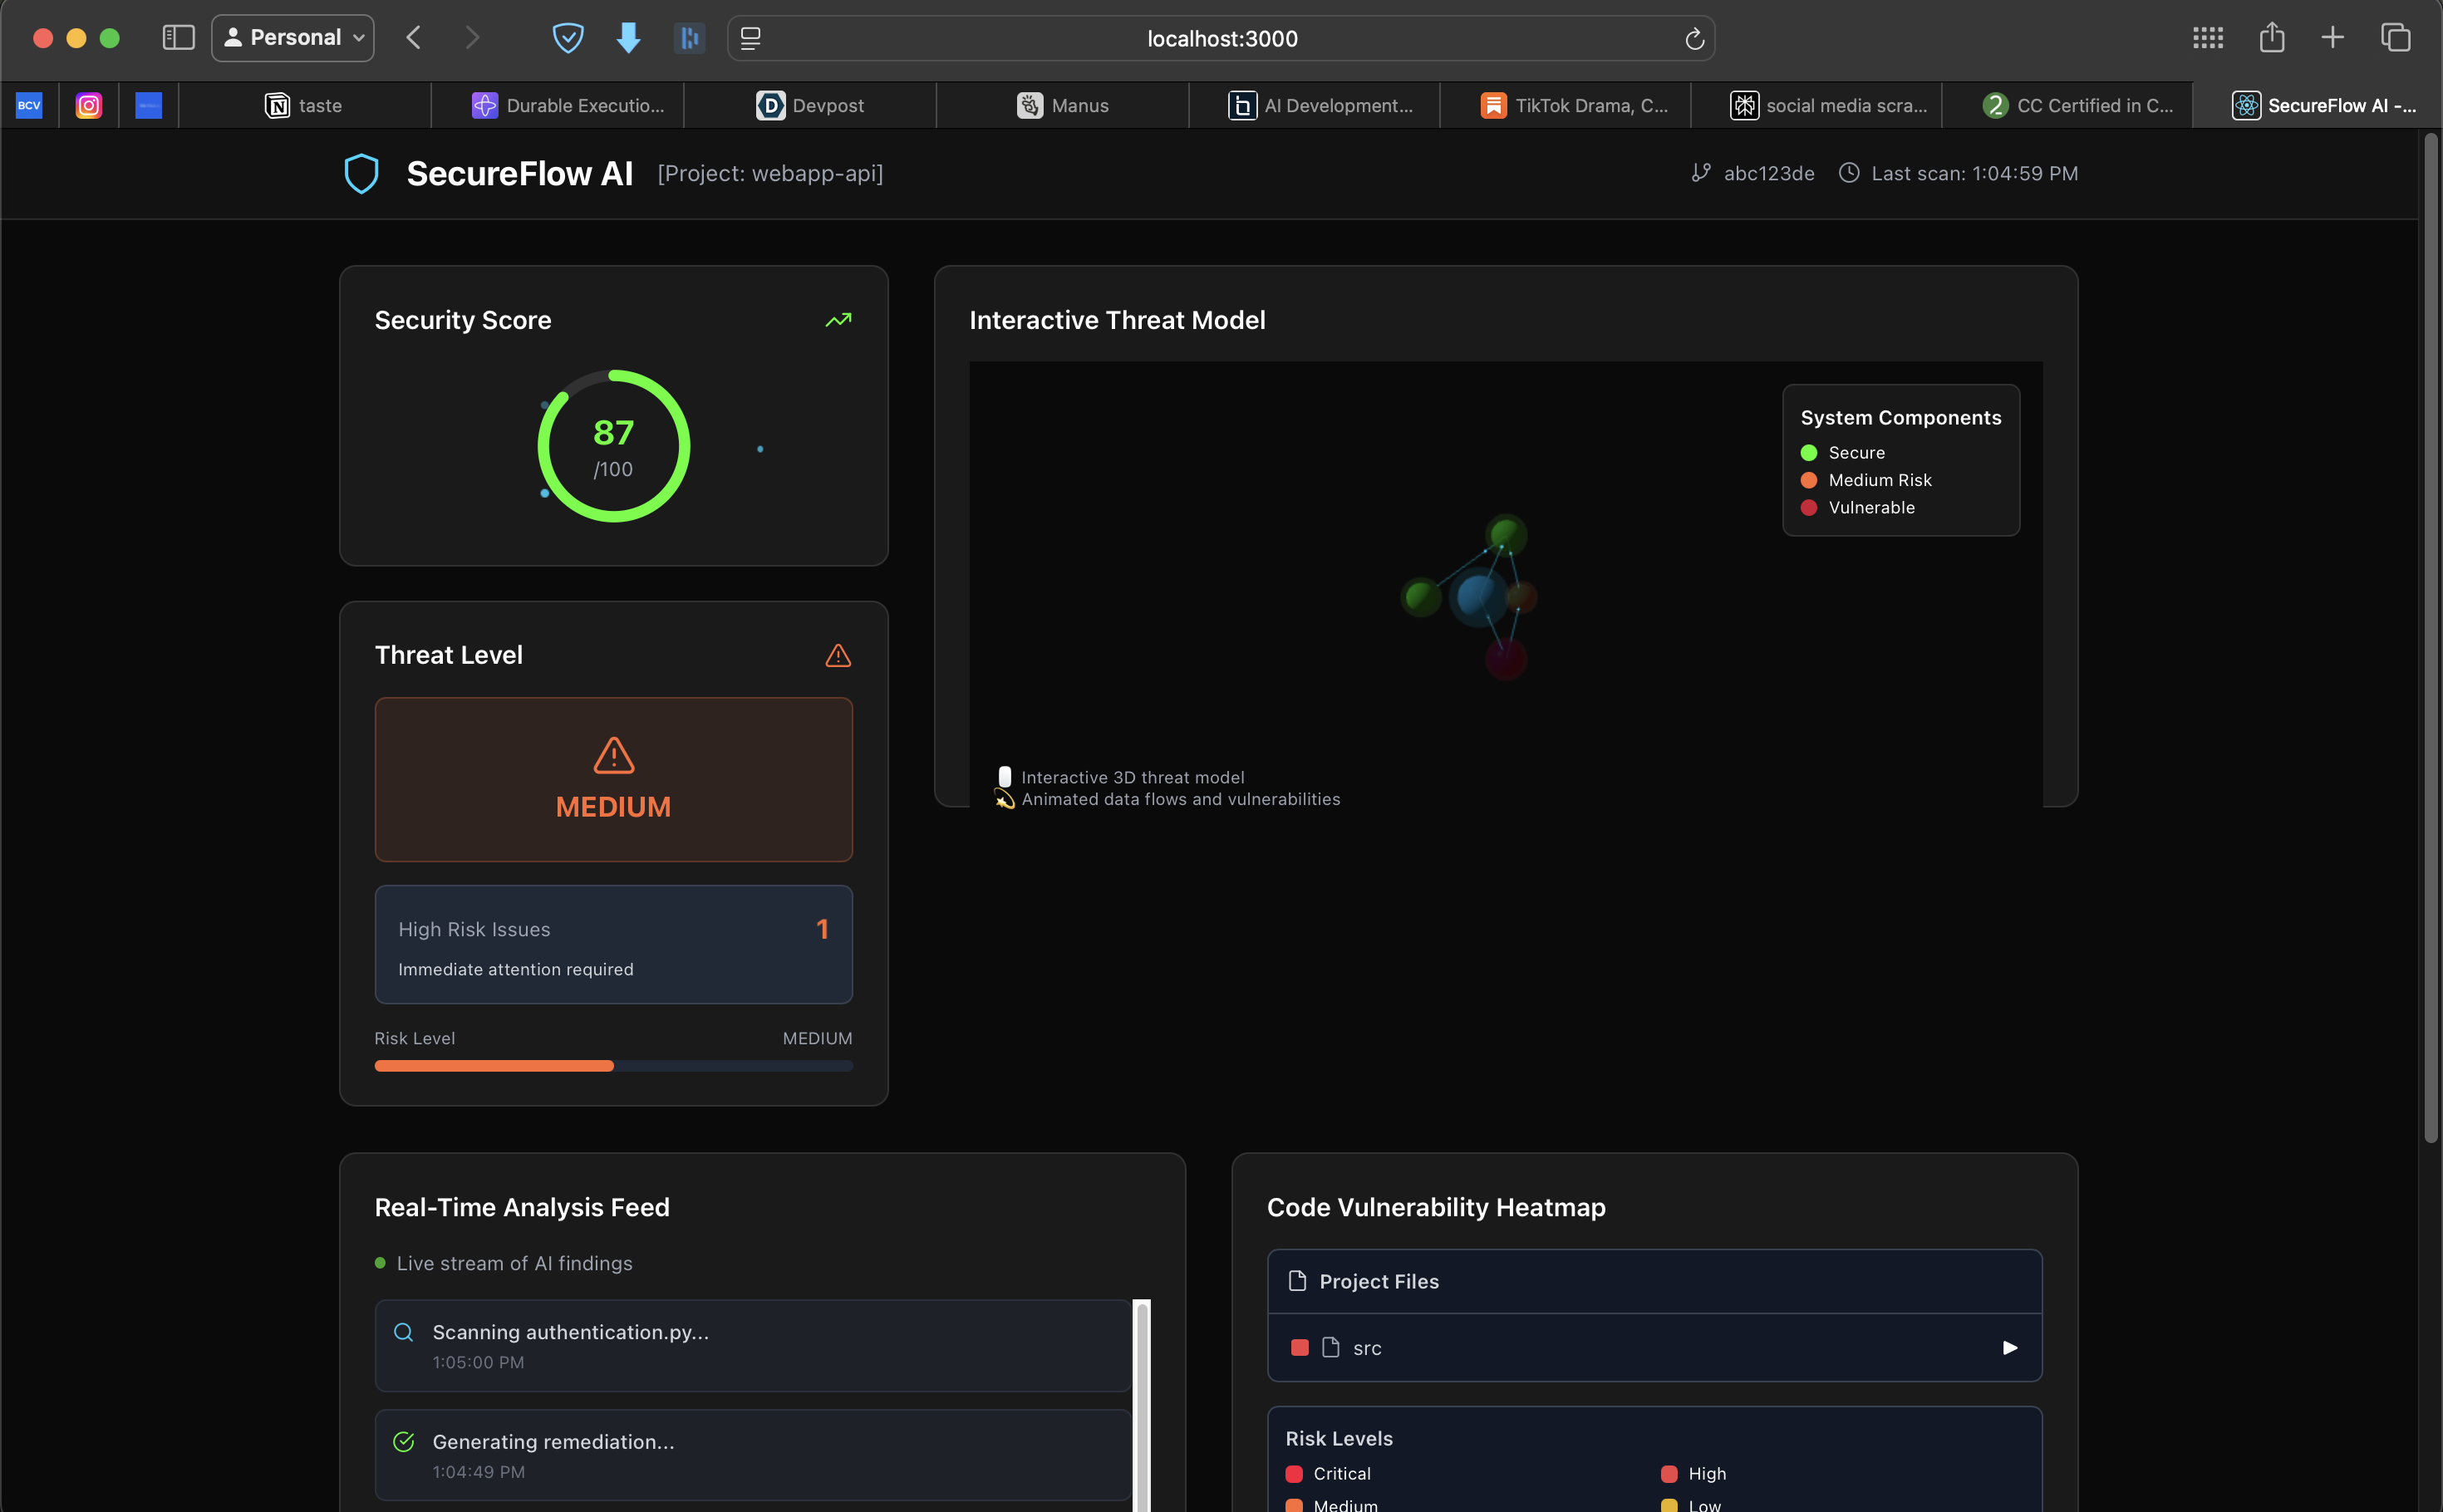 Personal
localhost:3000
BCV
taste
Durable Executio...
Devpost
Manus
AI Development...
TikTok Drama, C...
social media scra...
CC Certified in C...
SecureFlow AI -...
SecureFlow AI [Project: webapp-api]
abc123de Last scan: 1:04:59 PM
Security Score
87
/100
Threat Level
MEDIUM
High Risk Issues 1
Immediate attention required
Risk Level MEDIUM
Interactive Threat Model
System Components
Secure
Medium Risk
Vulnerable
Interactive 3D threat model
Animated data flows and vulnerabilities
Real-Time Analysis Feed
Live stream of AI findings
Scanning authentication.py...
1:05:00 PM
Generating remediation...
1:04:49 PM
Code Vulnerability Heatmap
Project Files
src
Risk Levels
Critical High
Medium Low